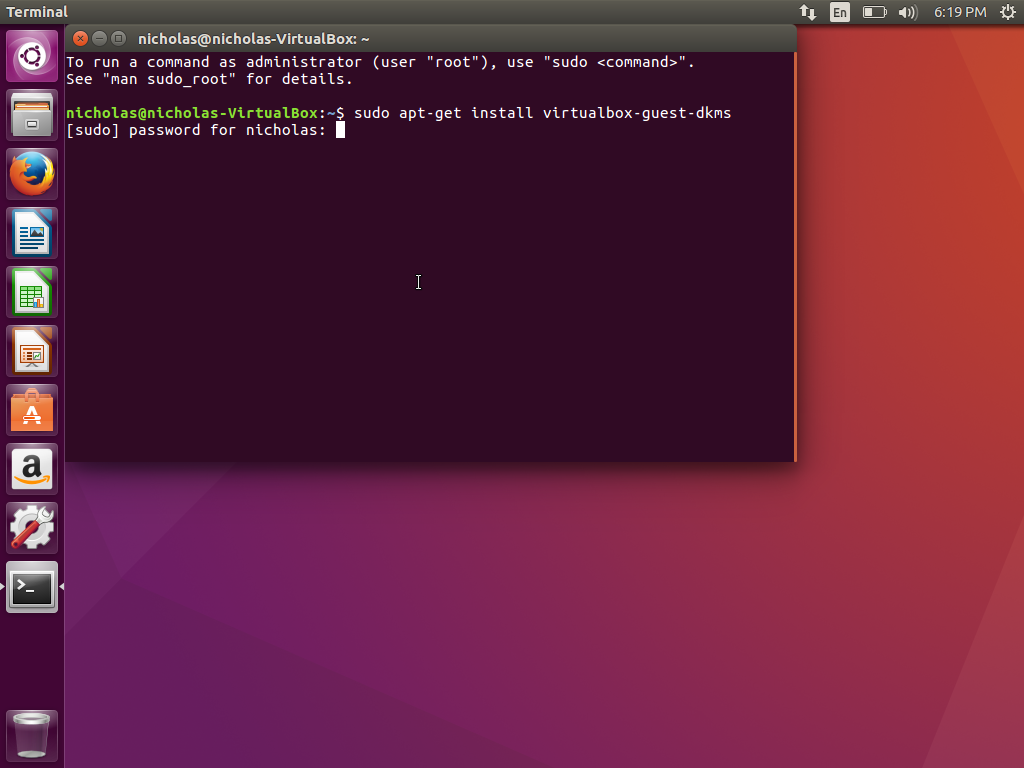 Terminal
En
6:19 PM
nicholas@nicholas-VirtualBox: ~
To run a command as administrator (user "root"), use "sudo <command>".
See "man sudo_root" for details.
nicholas@nicholas-VirtualBox:~$ sudo apt-get install virtualbox-guest-dkms
[sudo] password for nicholas:
A
a
>_